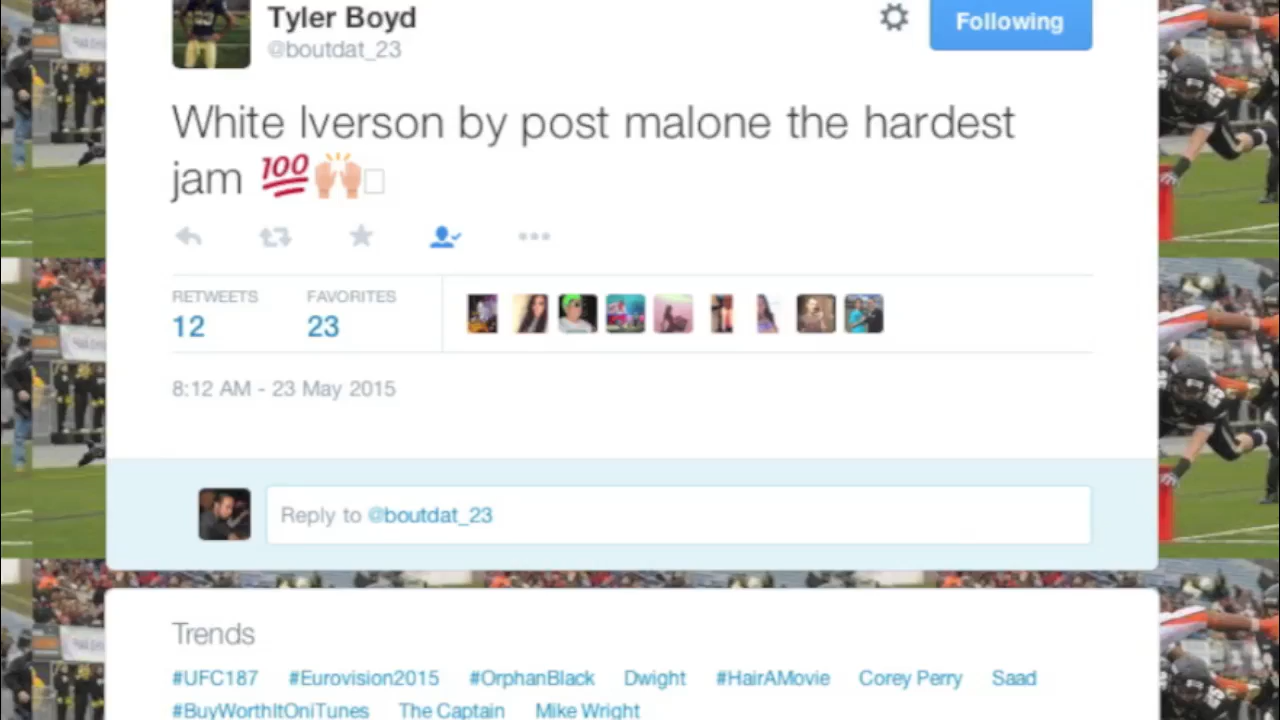 Tyler Boyd
@boutdat_23
Following
White Iverson by post malone the hardest
jam 💯🙌
RETWEETS
12
FAVORITES
23
8:12 AM - 23 May 2015
Reply to @boutdat_23
Trends
#UFC187 #Eurovision2015 #OrphanBlack Dwight #HairAMovie Corey Perry Saad
#BuyWorthItOniTunes The Captain Mike Wright